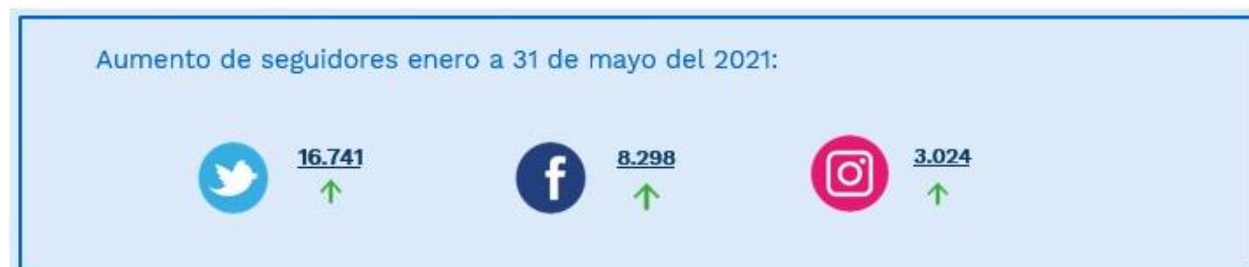 Aumento de seguidores enero a 31 de mayo del 2021:
16.741 8.298 3.024